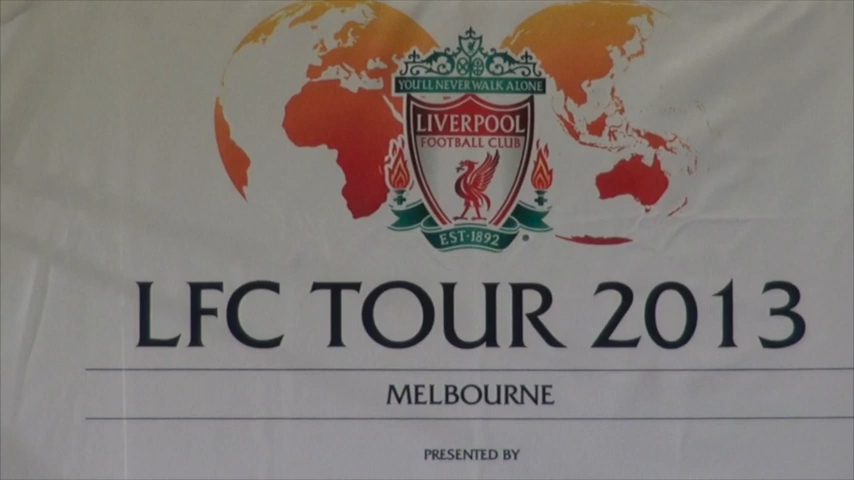 YOU'LL NEVER WALK ALONE
LIVERPOOL
FOOTBALL CLUB
EST·1892
LFC TOUR 2013
MELBOURNE
PRESENTED BY